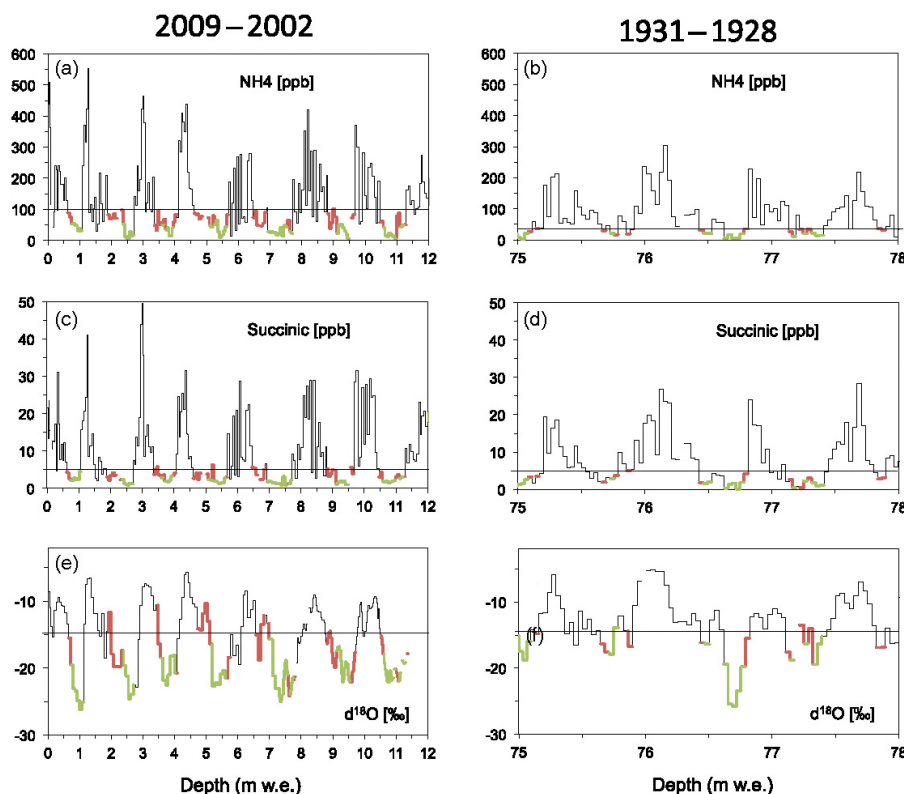 2009–2002
1931–1928
(a)
NH4 [ppb]
600
500
400
300
200
100
0
0 1 2 3 4 5 6 7 8 9 10 11 12
(b)
NH4 [ppb]
600
500
400
300
200
100
0
75 76 77 78
(c)
Succinic [ppb]
50
40
30
20
10
0
0 1 2 3 4 5 6 7 8 9 10 11 12
(d)
Succinic [ppb]
50
40
30
20
10
0
75 76 77 78
(e)
-10
-20
-30
d¹⁸O [‰]
0 1 2 3 4 5 6 7 8 9 10 11 12
Depth (m w.e.)
(f)
-10
-20
-30
d¹⁸O [‰]
75 76 77 78
Depth (m w.e.)